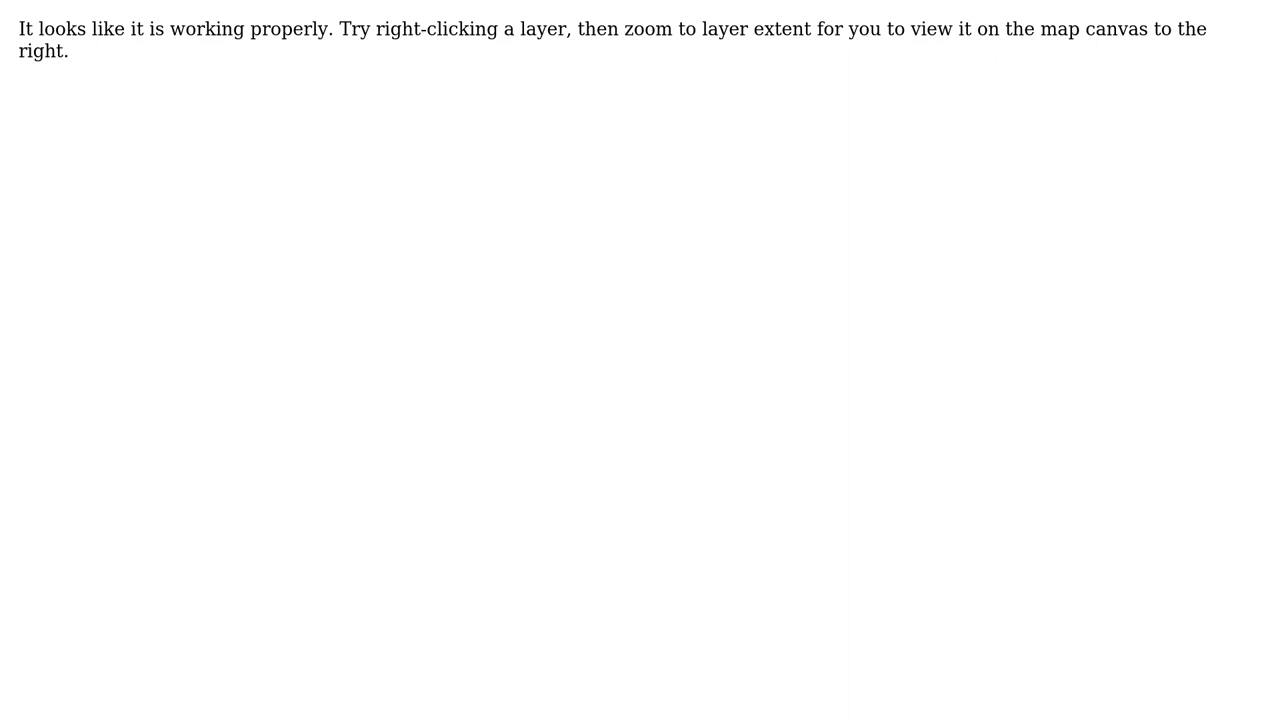 It looks like it is working properly. Try right-clicking a layer, then zoom to layer extent for you to view it on the map canvas to the
right.